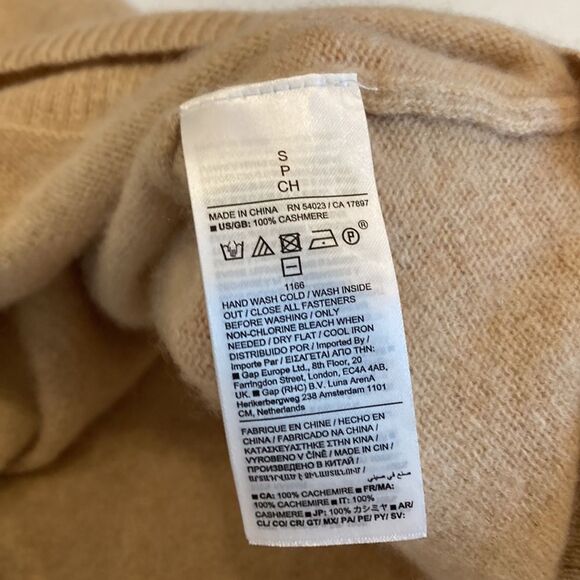 S
P
CH
MADE IN CHINA RN 54023 / CA 17897
■ US/GB: 100% CASHMERE
P®
1166
HAND WASH COLD / WASH INSIDE
OUT / CLOSE ALL FASTENERS
BEFORE WASHING / ONLY
NON-CHLORINE BLEACH WHEN
NEEDED / DRY FLAT / COOL IRON
DISTRIBUIDO POR / Imported By /
Importe Par / ΕΙΣΑΓΕΤΑΙ ΑΠΟ ΤΗΝ:
■ Gap Europe Ltd., 8th Floor, 20
Farringdon Street, London, EC4A 4AB,
UK. ■ Gap (RHC) B.V. Luna ArenA
Herikerbergweg 238 Amsterdam 1101
CM, Netherlands
FABRIQUE EN CHINE / HECHO EN
CHINA / FABRICADO NA CHINA /
ΚΑΤΑΣΚΕΥΑΣΤΗΚΕ ΣΤΗΝ ΚΙΝΑ /
VYROBENO V ČÍNĚ / MADE IN CIN /
ПРОИЗВЕДЕНО В КИТАЙ /
صنع في صيني /
■ CA: 100% CACHEMIRE ■ FR/MA:
100% CACHEMIRE ■ IT: 100%
CASHMERE ■ JP: 100% カシミヤ ■ AR/
CL/CO/CR/GT/MX/PA/PE/PY/SV: